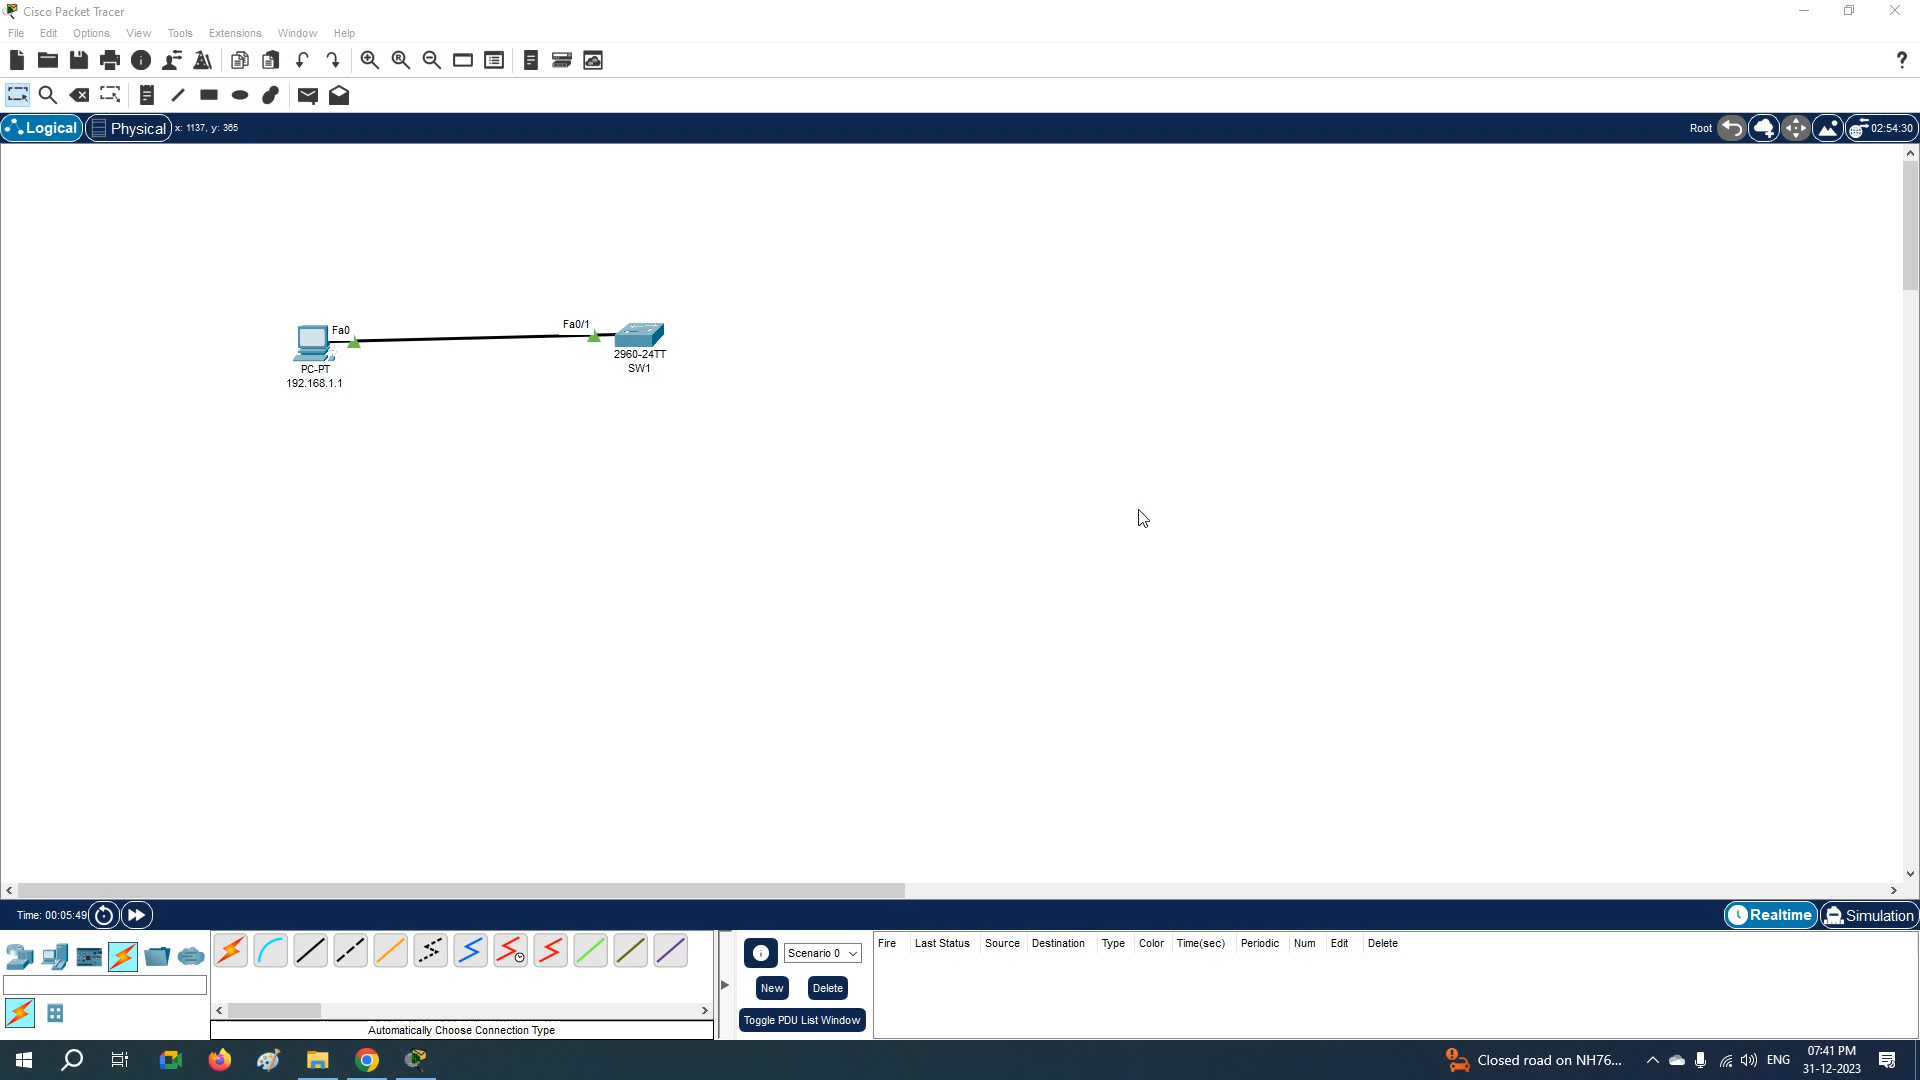 Cisco Packet Tracer
File Edit Options View Tools Extensions Window Help
Logical Physical x: 1137, y: 365 Root 02:54:30
Fa0 Fa0/1
PC-PT
192.168.1.1
2960-24TT
SW1
Time: 00:05:49 Realtime Simulation
Scenario 0
New Delete
Toggle PDU List Window
Fire Last Status Source Destination Type Color Time(sec) Periodic Num Edit Delete
Automatically Choose Connection Type
Closed road on NH76... ENG 07:41 PM
31-12-2023